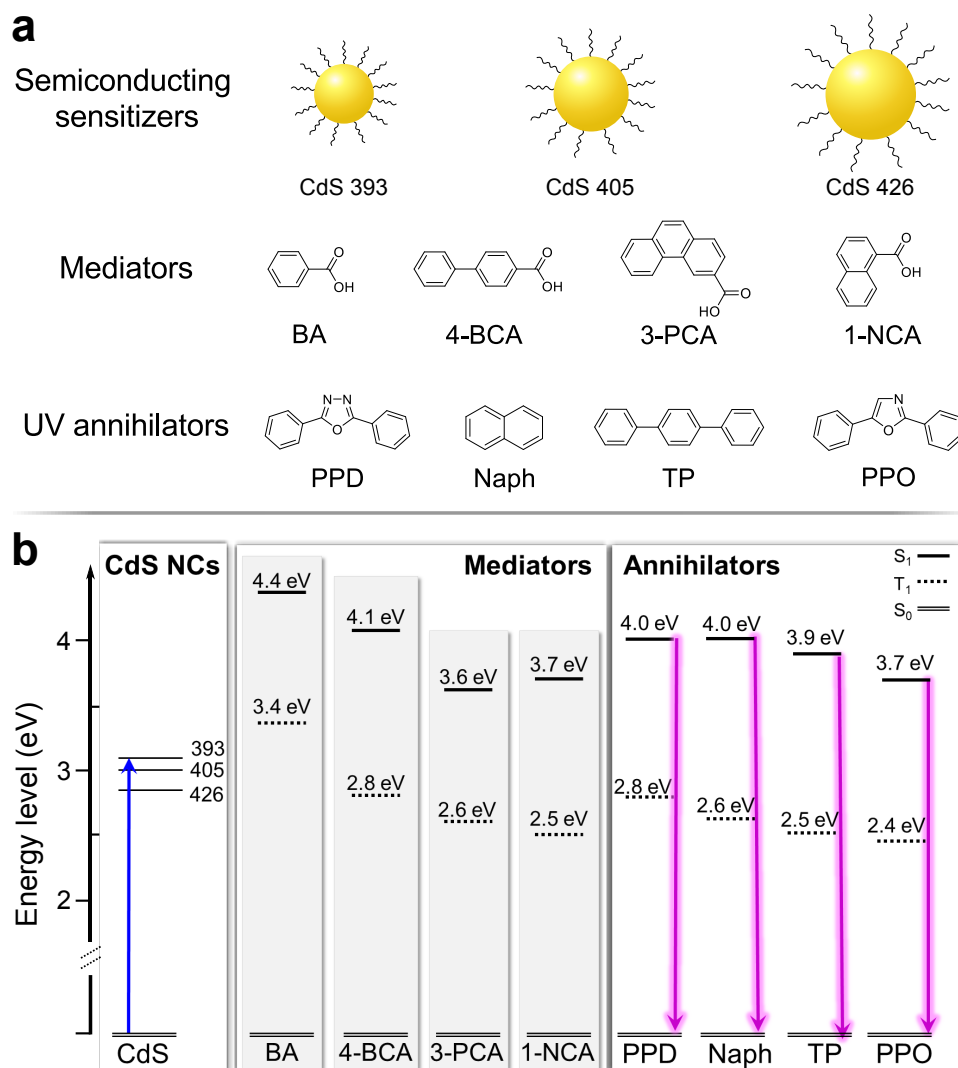 a
Semiconducting
sensitizers
CdS 393
CdS 405
CdS 426
Mediators
O
OH
BA
O
OH
4-BCA
O
HO
3-PCA
O
OH
1-NCA
UV annihilators
N N
O
PPD
Naph
TP
N
O
PPO
b
CdS NCs
Mediators
Annihilators
S1
T1
S0
Energy level (eV)
4
3
2
393
405
426
4.4 eV
3.4 eV
4.1 eV
2.8 eV
3.6 eV
2.6 eV
3.7 eV
2.5 eV
4.0 eV
2.8 eV
4.0 eV
2.6 eV
3.9 eV
2.5 eV
3.7 eV
2.4 eV
CdS
BA
4-BCA
3-PCA
1-NCA
PPD
Naph
TP
PPO